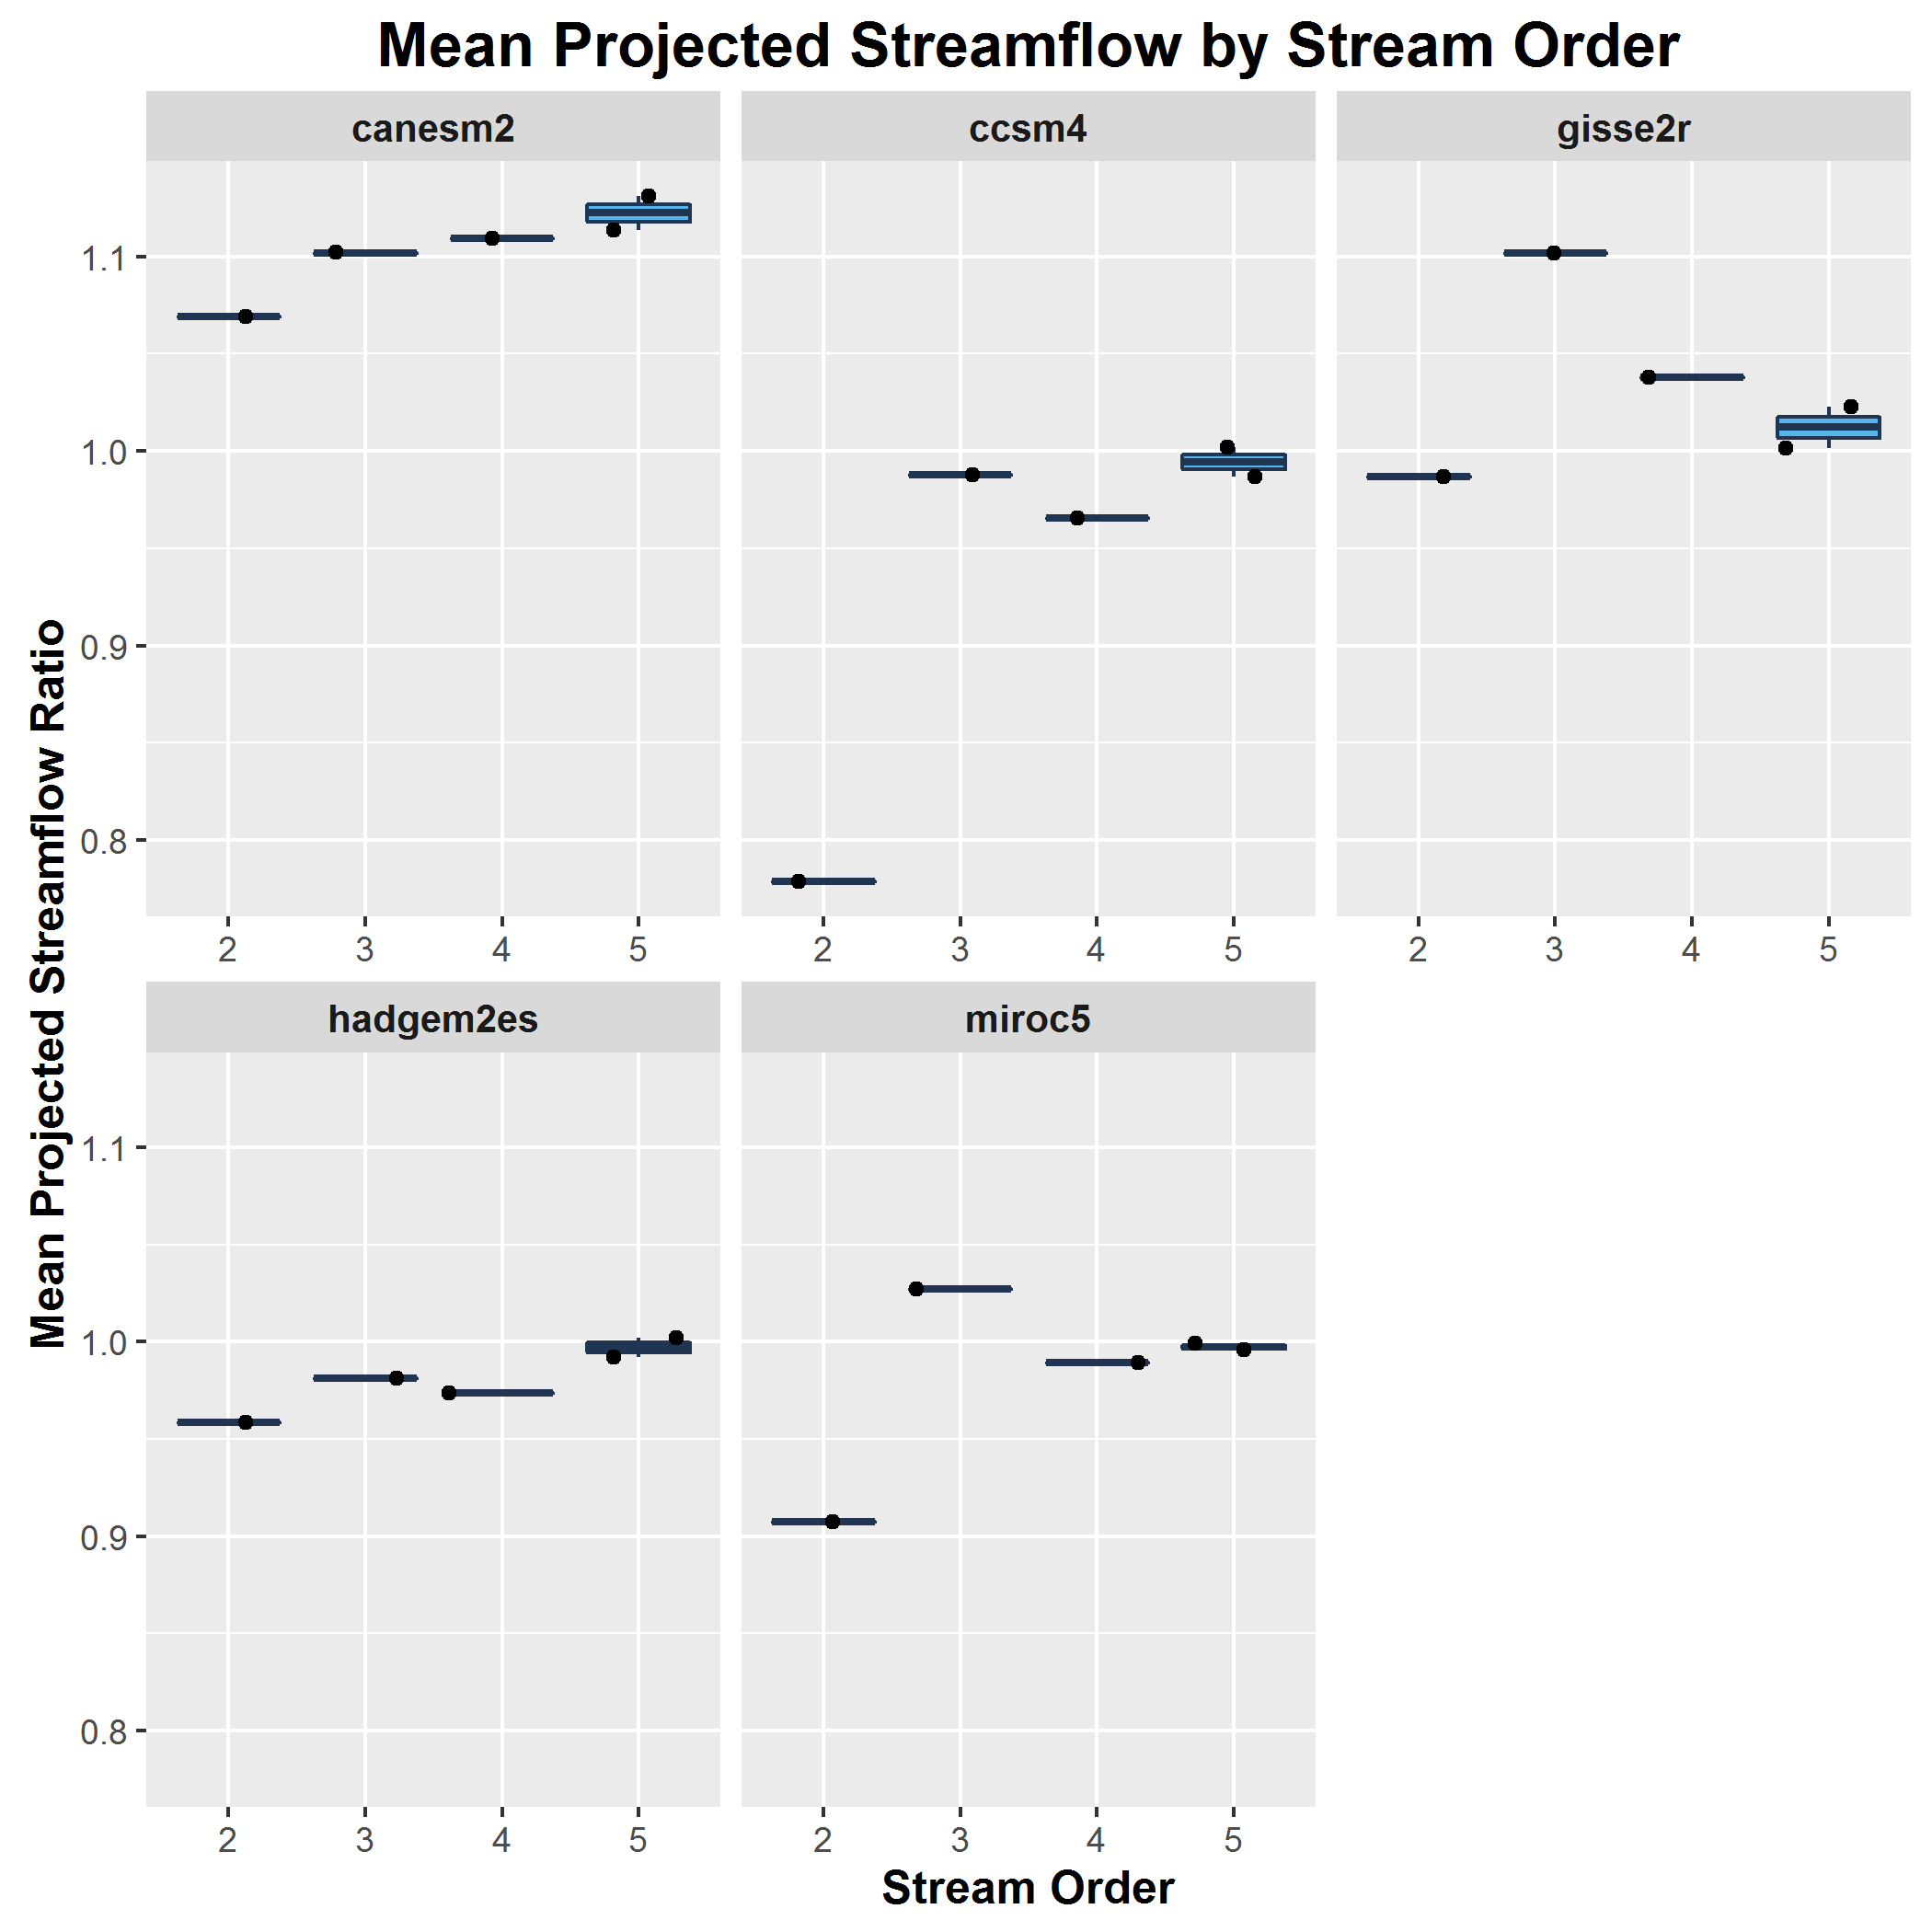 Mean Projected Streamflow by Stream Order
canesm2 ccsm4 gisse2r
1.1
1.0
0.9
0.8
2 3 4 5 2 3 4 5 2 3 4 5
Mean Projected Streamflow Ratio
hadgem2es miroc5
1.1
1.0
0.9
0.8
2 3 4 5 2 3 4 5
Stream Order